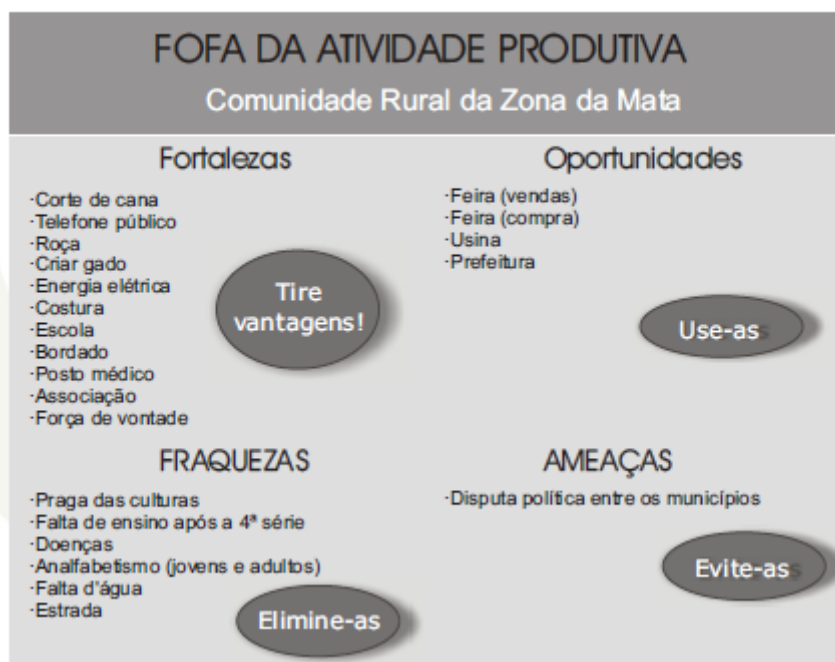 FOFA DA ATIVIDADE PRODUTIVA
Comunidade Rural da Zona da Mata
Fortalezas
·Corte de cana
·Telefone público
·Roça
·Criar gado
·Energia elétrica
·Costura
·Escola
·Bordado
·Posto médico
·Associação
·Força de vontade
Tire
vantagens!
Oportunidades
·Feira (vendas)
·Feira (compra)
·Usina
·Prefeitura
Use-as
FRAQUEZAS
·Praga das culturas
·Falta de ensino após a 4ª série
·Doenças
·Analfabetismo (jovens e adultos)
·Falta d'água
·Estrada
Elimine-as
AMEAÇAS
·Disputa política entre os municípios
Evite-as